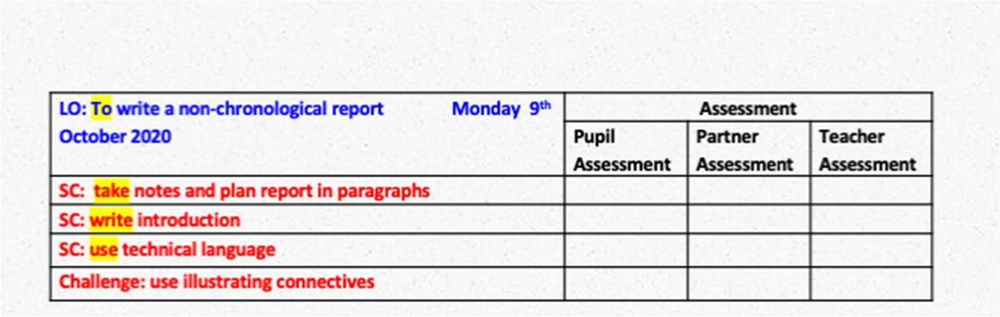 LO: To write a non-chronological report Monday 9th
October 2020
Assessment
Pupil Assessment
Partner Assessment
Teacher Assessment
SC: take notes and plan report in paragraphs
SC: write introduction
SC: use technical language
Challenge: use illustrating connectives